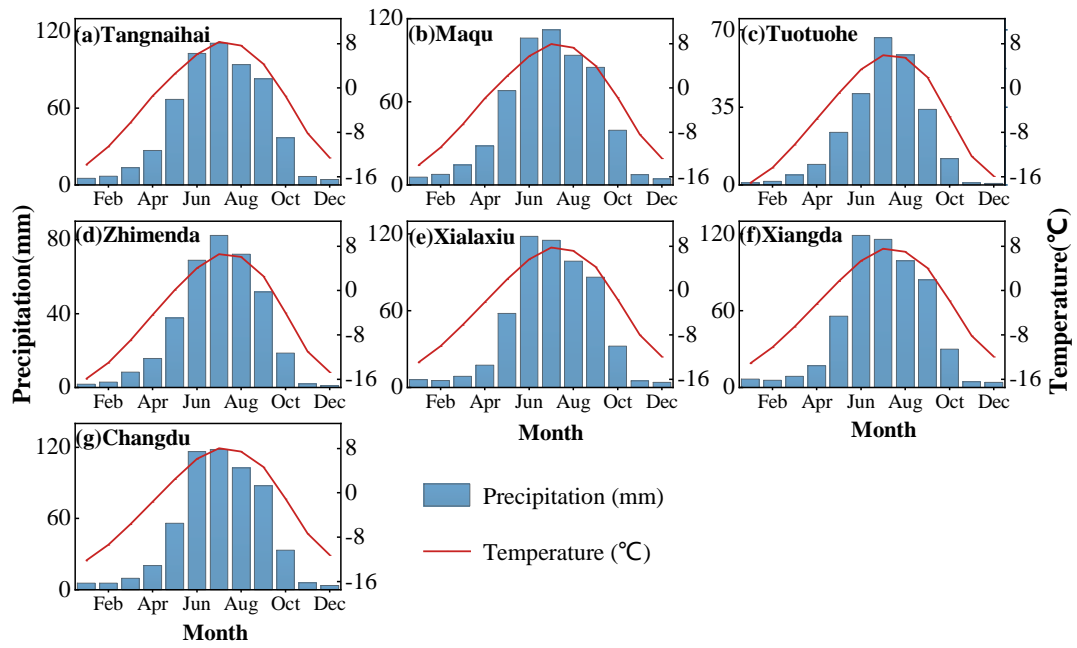 Precipitation(mm)
(a)Tangnaihai
120
60
0
8
0
-8
-16
Feb Apr Jun Aug Oct Dec
(b)Maqu
120
60
0
8
0
-8
-16
Feb Apr Jun Aug Oct Dec
(c)Tuotuohe
70
35
0
8
0
-8
-16
Feb Apr Jun Aug Oct Dec
(d)Zhimenda
80
40
0
8
0
-8
-16
Feb Apr Jun Aug Oct Dec
(e)Xialaxiu
120
60
0
8
0
-8
-16
Feb Apr Jun Aug Oct Dec
Month
(f)Xiangda
120
60
0
8
0
-8
-16
Feb Apr Jun Aug Oct Dec
Month
Temperature(℃)
(g)Changdu
120
60
0
8
0
-8
-16
Feb Apr Jun Aug Oct Dec
Month
Precipitation (mm)
Temperature (℃)